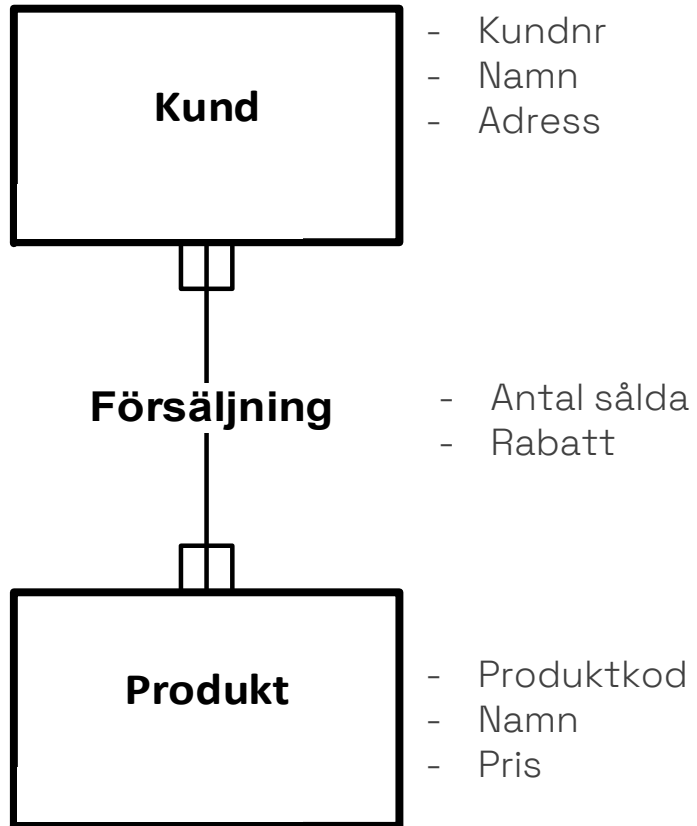 Kund
- Kundnr
- Namn
- Adress
Försäljning
- Antal sålda
- Rabatt
Produkt
- Produktkod
- Namn
- Pris